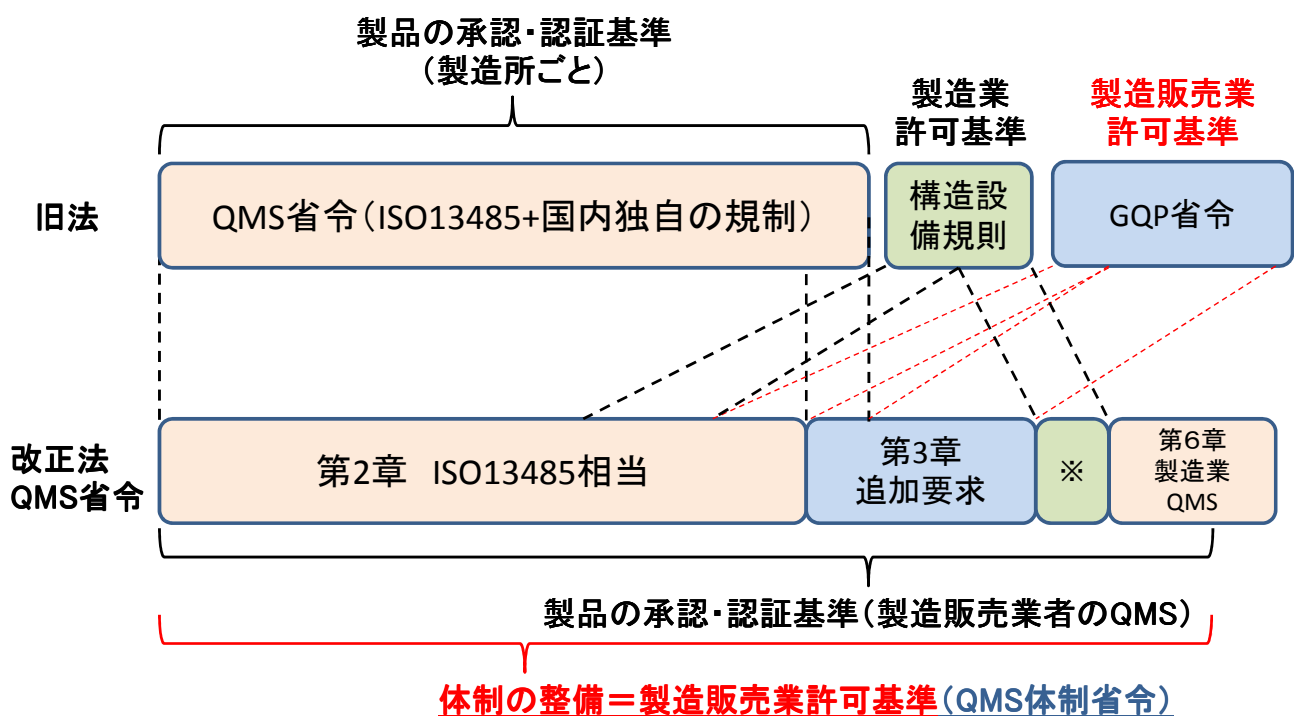 製品の承認・認証基準
（製造所ごと）
製造業
許可基準
製造販売業
許可基準
旧法
QMS省令（ISO13485+国内独自の規制）
構造設
備規則
GQP省令
改正法
QMS省令
第2章 ISO13485相当
第3章
追加要求
※
第6章
製造業
QMS
製品の承認・認証基準（製造販売業者のQMS）
体制の整備＝製造販売業許可基準（QMS体制省令）